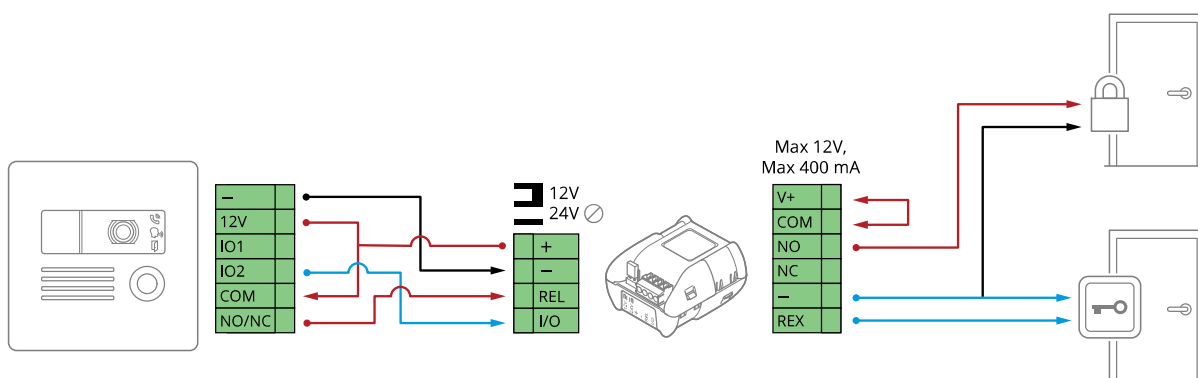 –
12V
IO1
IO2
COM
NO/NC
12V
24V
+
–
REL
I/O
Max 12V,
Max 400 mA
V+
COM
NO
NC
–
REX